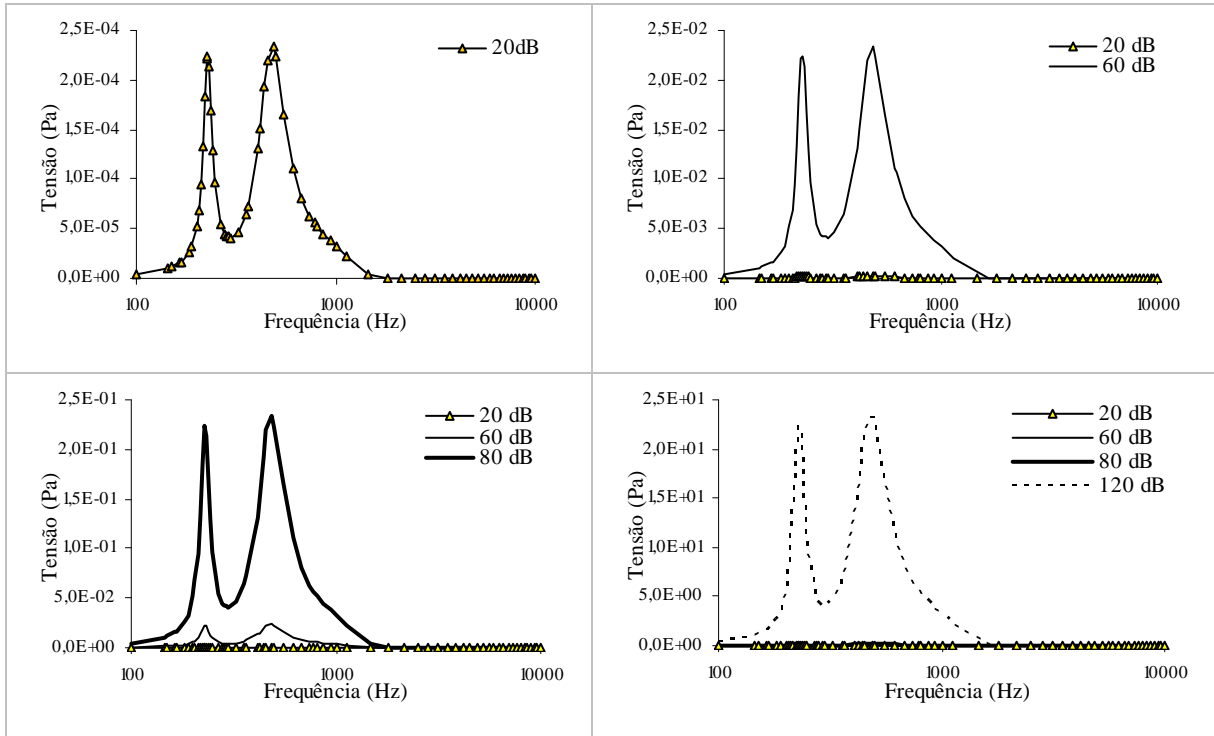 2,5E-04
2,0E-04
1,5E-04
1,0E-04
5,0E-05
0,0E+00
Tensão (Pa)
100
1000
10000
Frequência (Hz)
20dB
2,5E-02
2,0E-02
1,5E-02
1,0E-02
5,0E-03
0,0E+00
Tensão (Pa)
100
1000
10000
Frequência (Hz)
20 dB
60 dB
2,5E-01
2,0E-01
1,5E-01
1,0E-01
5,0E-02
0,0E+00
Tensão (Pa)
100
1000
10000
Frequência (Hz)
20 dB
60 dB
80 dB
2,5E+01
2,0E+01
1,5E+01
1,0E+01
5,0E+00
0,0E+00
Tensão (Pa)
100
1000
10000
Frequência (Hz)
20 dB
60 dB
80 dB
120 dB